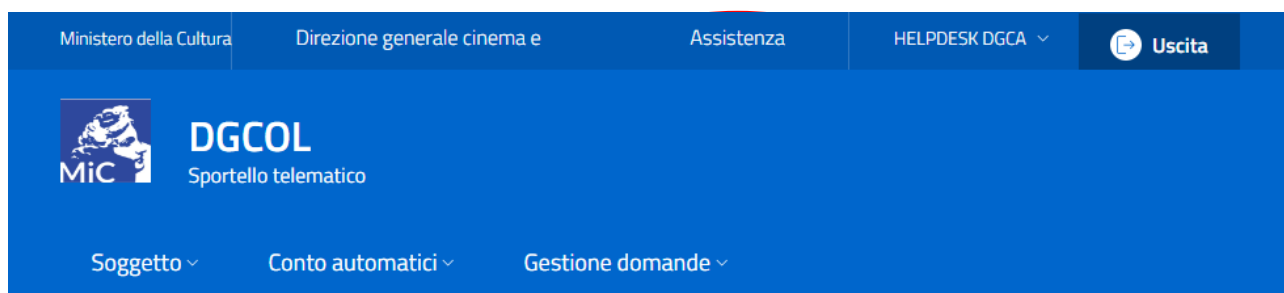 Ministero della Cultura Direzione generale cinema e Assistenza HELPDESK DGCA Uscita
MiC
DGCOL
Sportello telematico
Soggetto Conto automatici Gestione domande